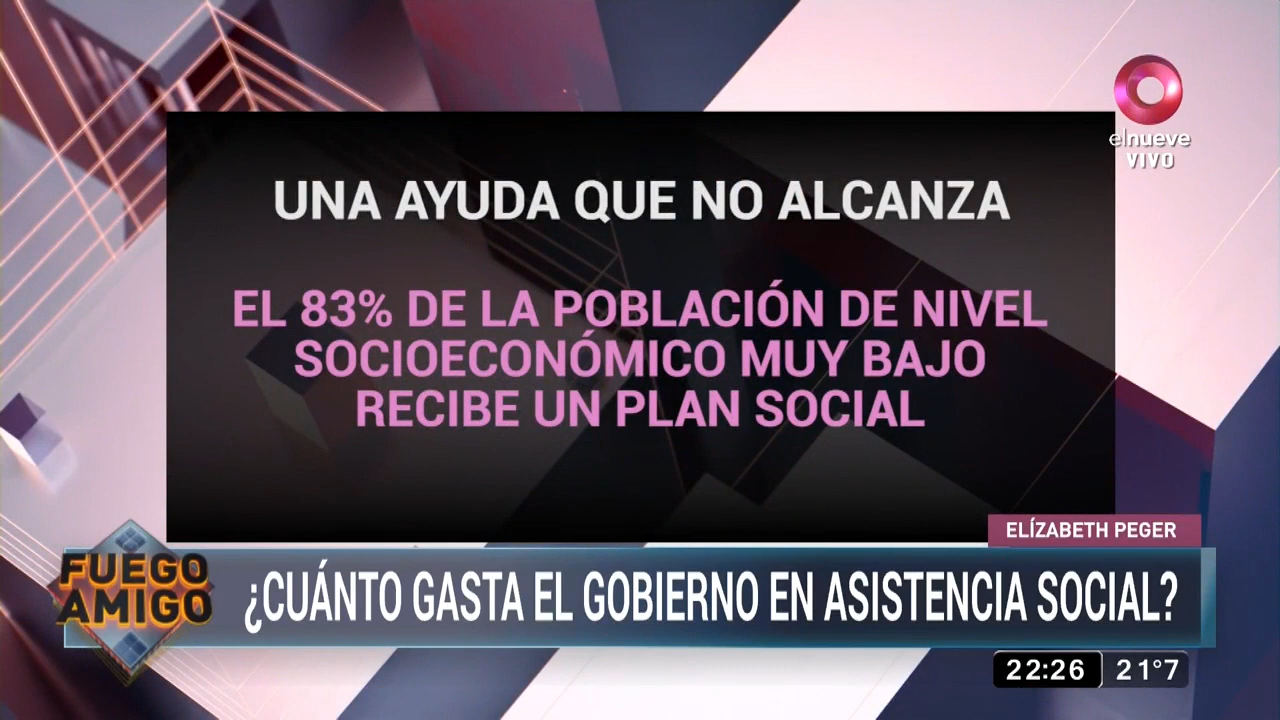 elnueve
VIVO
UNA AYUDA QUE NO ALCANZA
EL 83% DE LA POBLACIÓN DE NIVEL
SOCIOECONÓMICO MUY BAJO
RECIBE UN PLAN SOCIAL
ELÍZABETH PEGER
FUEGO
AMIGO
¿CUÁNTO GASTA EL GOBIERNO EN ASISTENCIA SOCIAL?
22:26 21°7